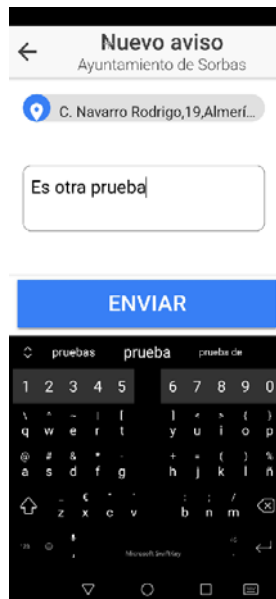 Nuevo aviso
Ayuntamiento de Sorbas
C. Navarro Rodrigo,19,Almerí...
Es otra prueba
ENVIAR
pruebas prueba prueba de
1 2 3 4 5 6 7 8 9 0
q w e r t y u i o p
a s d f g h j k l ñ
z x c v b n m
Microsoft SwiftKey